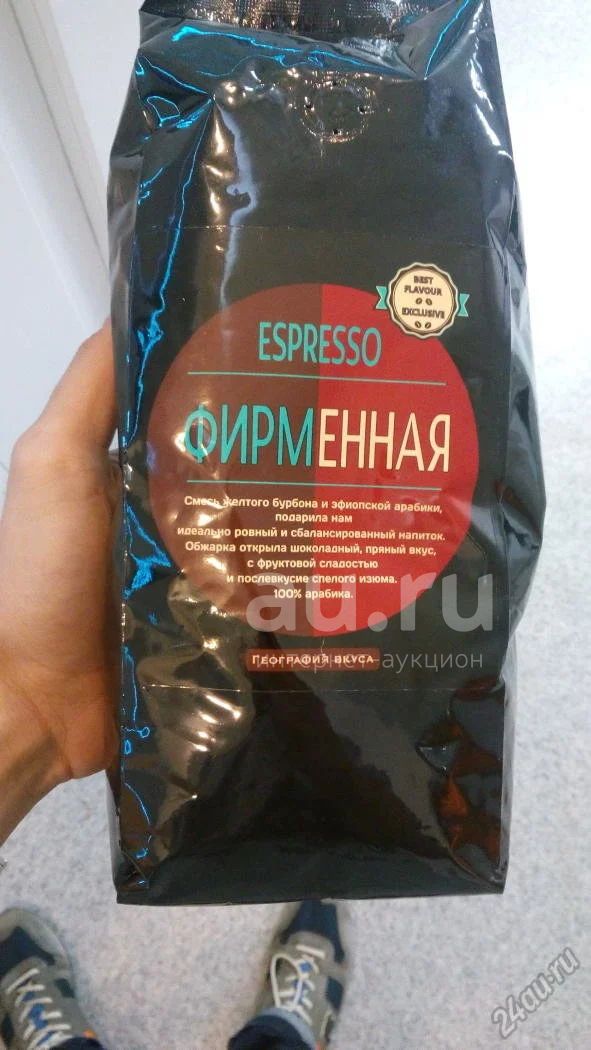 BEST
FLAVOUR
EXCLUSIVE
ESPRESSO
ФИРМЕННАЯ
Смесь желтого бурбона и эфиопской арабики,
подарила нам
идеально ровный и сбалансированный напиток.
Обжарка открыла шоколадный, пряный вкус,
с фруктовой сладостью
и послевкусие спелого изюма.
100% арабика.
au.ru
интернет-аукцион
ГЕОГРАФИЯ ВКУСА
24au.ru